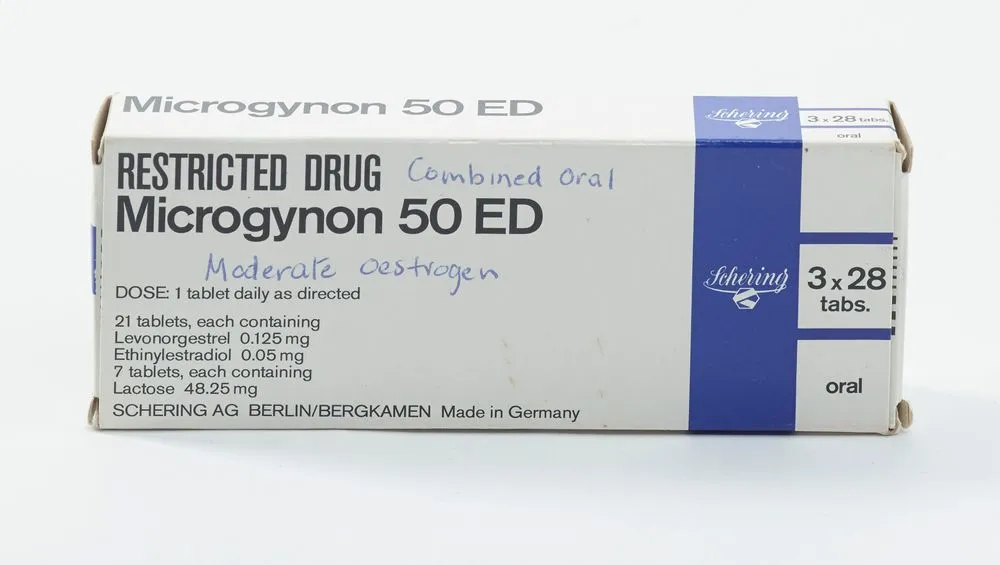 Microgynon 50 ED
Schering
3 x 28 tabs.
oral
RESTRICTED DRUG Combined Oral
Microgynon 50 ED
Moderate oestrogen
DOSE: 1 tablet daily as directed
21 tablets, each containing
Levonorgestrel 0.125 mg
Ethinylestradiol 0.05 mg
7 tablets, each containing
Lactose 48.25 mg
SCHERING AG BERLIN/BERGKAMEN Made in Germany
Schering
3 x 28
tabs.
oral